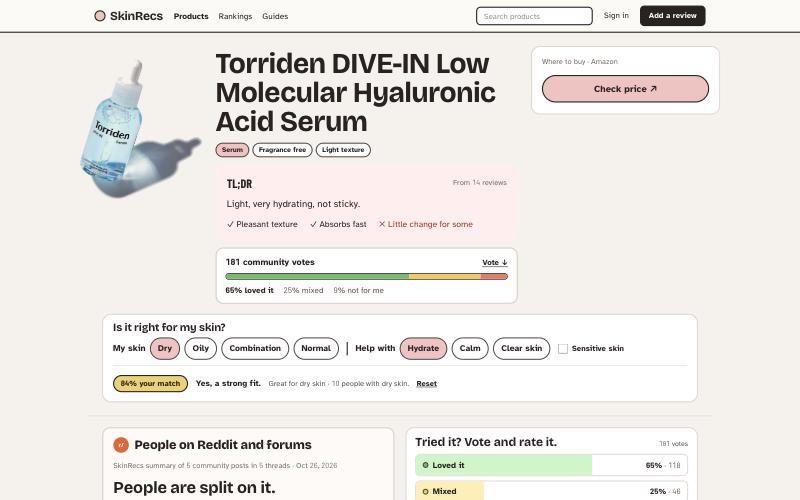 SkinRecs Products Rankings Guides Search products Sign in Add a review
Torriden DIVE-IN Low
Molecular Hyaluronic
Acid Serum
Where to buy · Amazon
Check price ↗
Torriden
Serum Fragrance free Light texture
TL;DR From 14 reviews
Light, very hydrating, not sticky.
✓ Pleasant texture ✓ Absorbs fast ✕ Little change for some
181 community votes Vote ↓
65% loved it 25% mixed 9% not for me
Is it right for my skin?
My skin Dry Oily Combination Normal Help with Hydrate Calm Clear skin Sensitive skin
84% your match Yes, a strong fit. Great for dry skin · 10 people with dry skin. Reset
r/ People on Reddit and forums
SkinRecs summary of 5 community posts in 5 threads · Oct 26, 2026
People are split on it.
Tried it? Vote and rate it. 181 votes
Loved it 65% · 118
Mixed 25% · 46